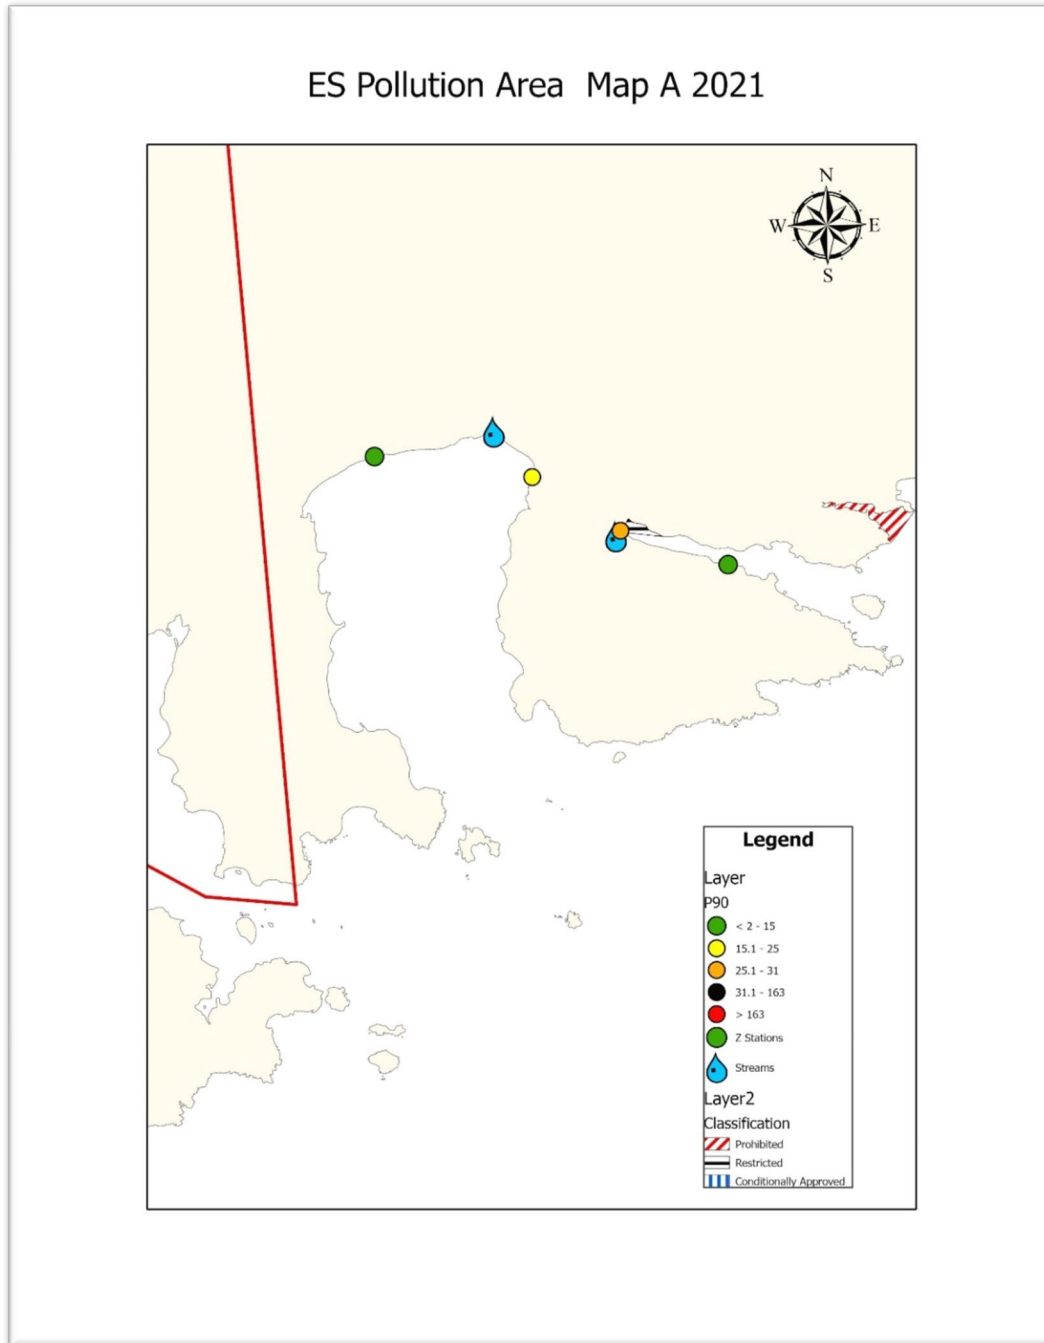 ES Pollution Area  Map A 2021
N
W E
S
Legend
Layer
P90
< 2 - 15
15.1 - 25
25.1 - 31
31.1 - 163
> 163
Z Stations
Streams
Layer2
Classification
Prohibited
Restricted
Conditionally Approved